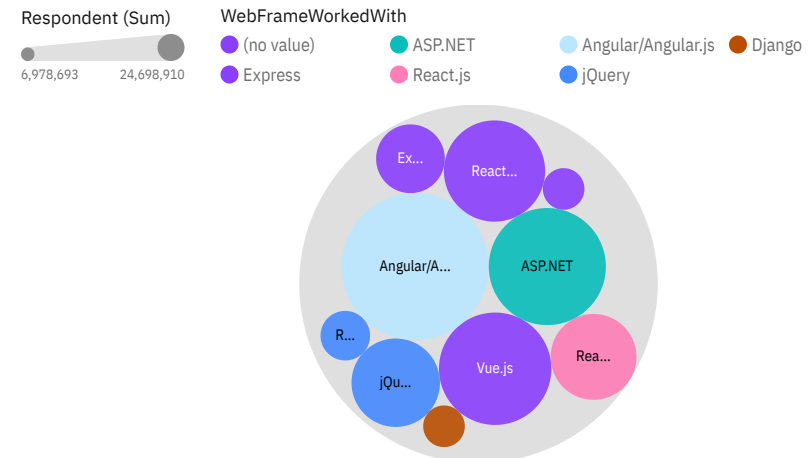 Respondent (Sum)
6,978,693 24,698,910
WebFrameWorkedWith
(no value) ASP.NET Angular/Angular.js Django
Express React.js jQuery
Ex...
React...
Angular/A...
ASP.NET
R...
Rea...
Vue.js
jQu...